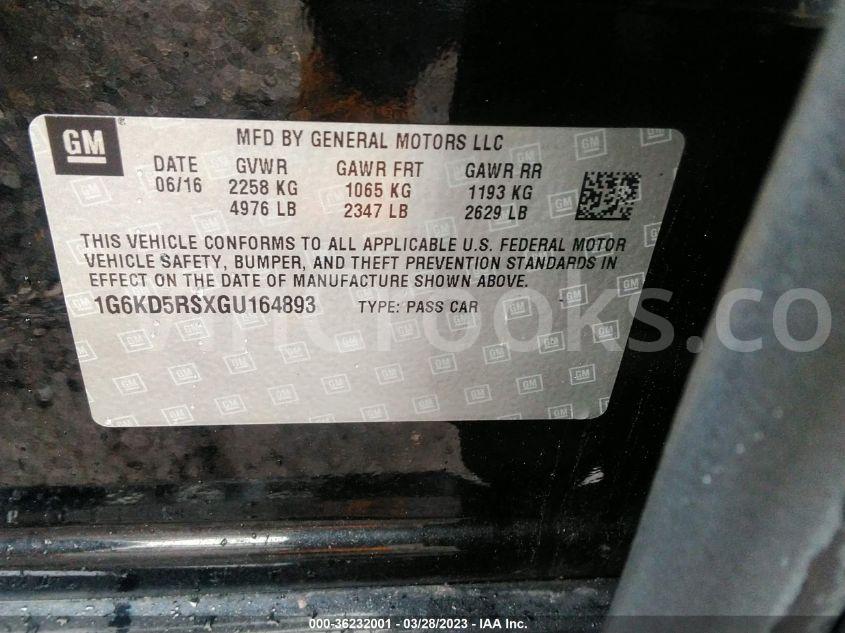 GM
MFD BY GENERAL MOTORS LLC
DATE GVWR GAWR FRT GAWR RR
06/16 2258 KG 1065 KG 1193 KG
4976 LB 2347 LB 2629 LB
THIS VEHICLE CONFORMS TO ALL APPLICABLE U.S. FEDERAL MOTOR
VEHICLE SAFETY, BUMPER, AND THEFT PREVENTION STANDARDS IN
EFFECT ON THE DATE OF MANUFACTURE SHOWN ABOVE.
1G6KD5RSXGU164893 TYPE: PASS CAR
000-36232001 / 03/28/2023 / IAA Inc.